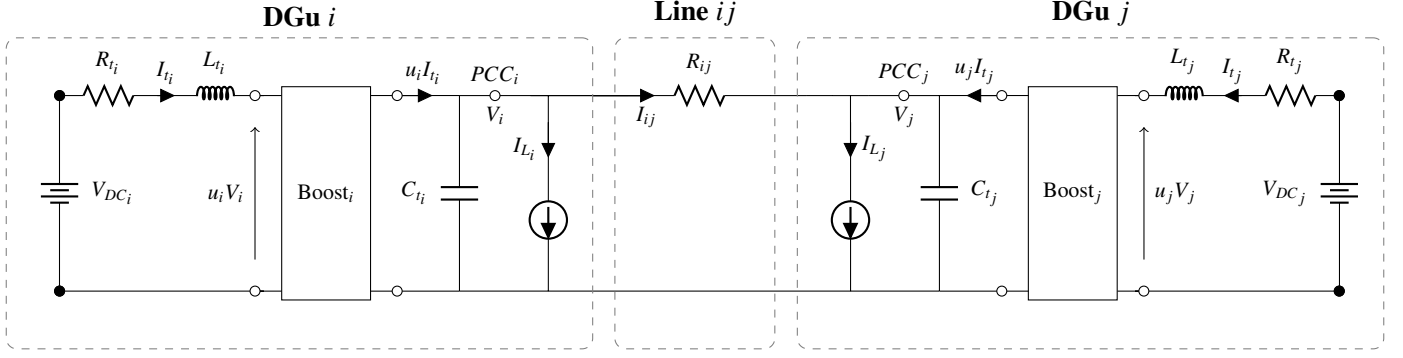 DGu i
Line ij
DGu j
R_{t_i}
I_{t_i}
L_{t_i}
u_i I_{t_i}
PCC_i
V_i
I_{ij}
R_{ij}
PCC_j
V_j
u_j I_{t_j}
L_{t_j}
I_{t_j}
R_{t_j}
V_{DC_i}
u_i V_i
Boost_i
C_{t_i}
I_{L_i}
I_{L_j}
C_{t_j}
Boost_j
u_j V_j
V_{DC_j}